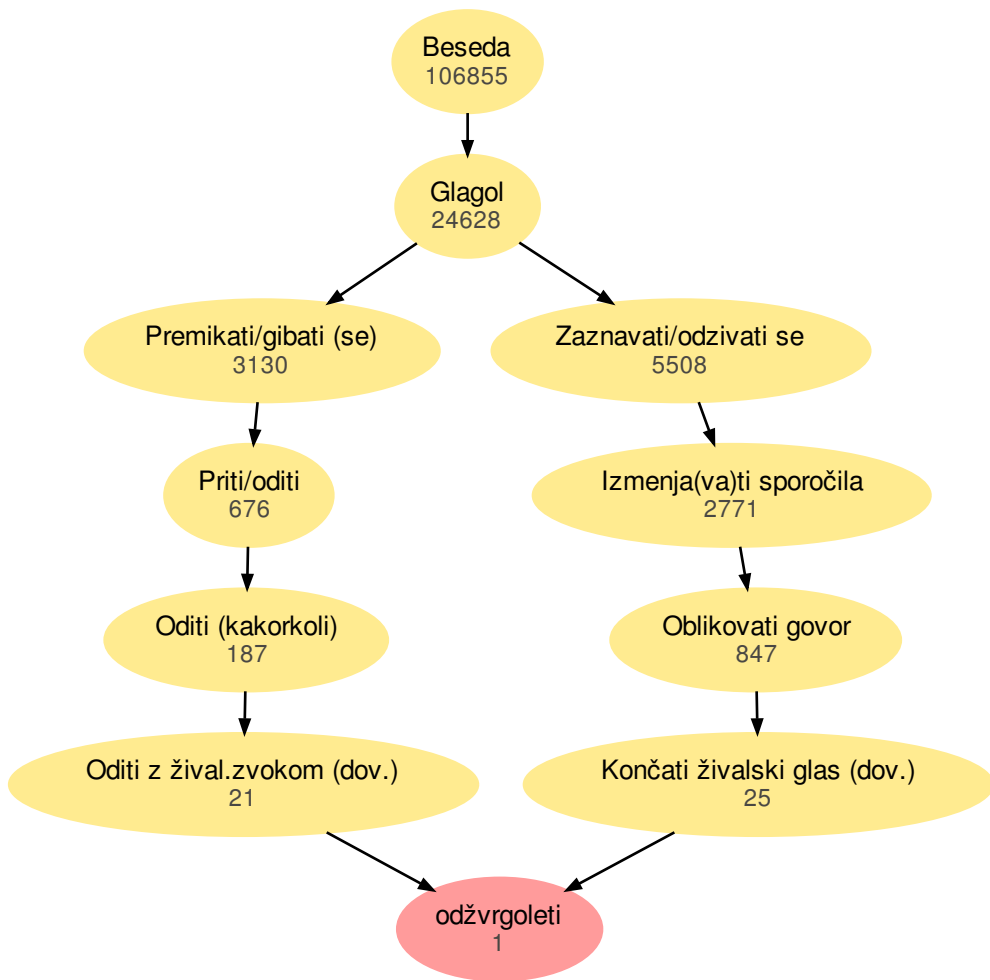 Beseda
106855
Glagol
24628
Premikati/gibati (se)
3130
Zaznavati/odzivati se
5508
Priti/oditi
676
Izmenja(va)ti sporočila
2771
Oditi (kakorkoli)
187
Oblikovati govor
847
Oditi z žival.zvokom (dov.)
21
Končati živalski glas (dov.)
25
odžvrgoleti
1